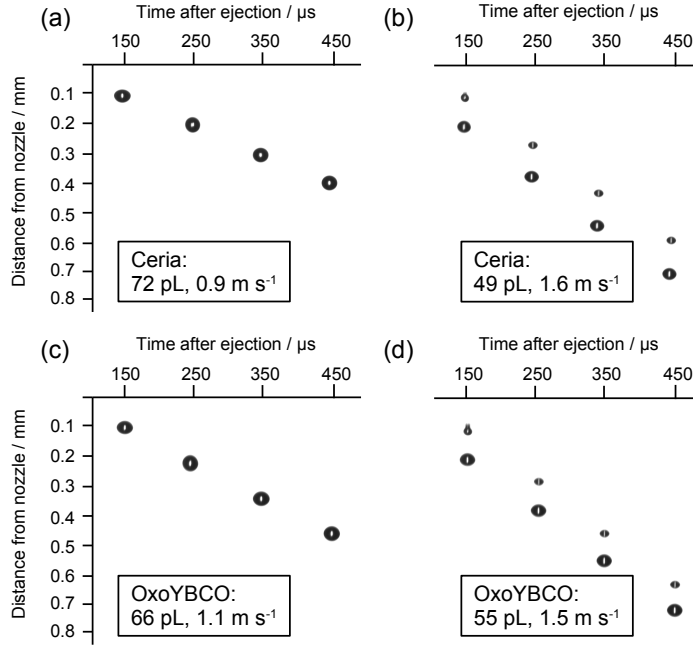 (a)
Time after ejection / µs
150 250 350 450
Distance from nozzle / mm
0.1
0.2
0.3
0.4
0.5
0.6
0.7
0.8
Ceria:
72 pL, 0.9 m s⁻¹
(b)
Time after ejection / µs
150 250 350 450
Ceria:
49 pL, 1.6 m s⁻¹
(c)
Time after ejection / µs
150 250 350 450
Distance from nozzle / mm
0.1
0.2
0.3
0.4
0.5
0.6
0.7
0.8
OxoYBCO:
66 pL, 1.1 m s⁻¹
(d)
Time after ejection / µs
150 250 350 450
OxoYBCO:
55 pL, 1.5 m s⁻¹